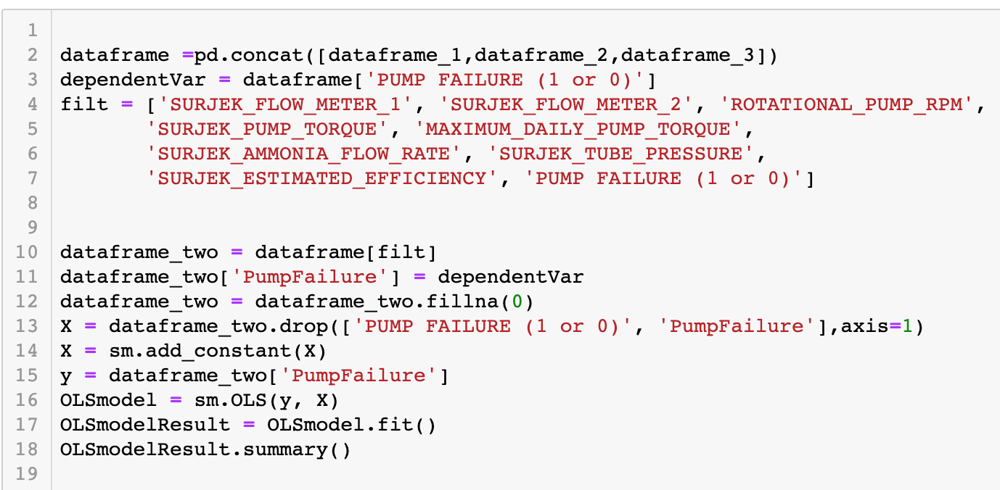 1
2 dataframe =pd.concat([dataframe_1,dataframe_2,dataframe_3])
3 dependentVar = dataframe['PUMP FAILURE (1 or 0)']
4 filt = ['SURJEK_FLOW_METER_1', 'SURJEK_FLOW_METER_2', 'ROTATIONAL_PUMP_RPM',
5        'SURJEK_PUMP_TORQUE', 'MAXIMUM_DAILY_PUMP_TORQUE',
6        'SURJEK_AMMONIA_FLOW_RATE', 'SURJEK_TUBE_PRESSURE',
7        'SURJEK_ESTIMATED_EFFICIENCY', 'PUMP FAILURE (1 or 0)']
8
9
10 dataframe_two = dataframe[filt]
11 dataframe_two['PumpFailure'] = dependentVar
12 dataframe_two = dataframe_two.fillna(0)
13 X = dataframe_two.drop(['PUMP FAILURE (1 or 0)', 'PumpFailure'],axis=1)
14 X = sm.add_constant(X)
15 y = dataframe_two['PumpFailure']
16 OLSmodel = sm.OLS(y, X)
17 OLSmodelResult = OLSmodel.fit()
18 OLSmodelResult.summary()
19